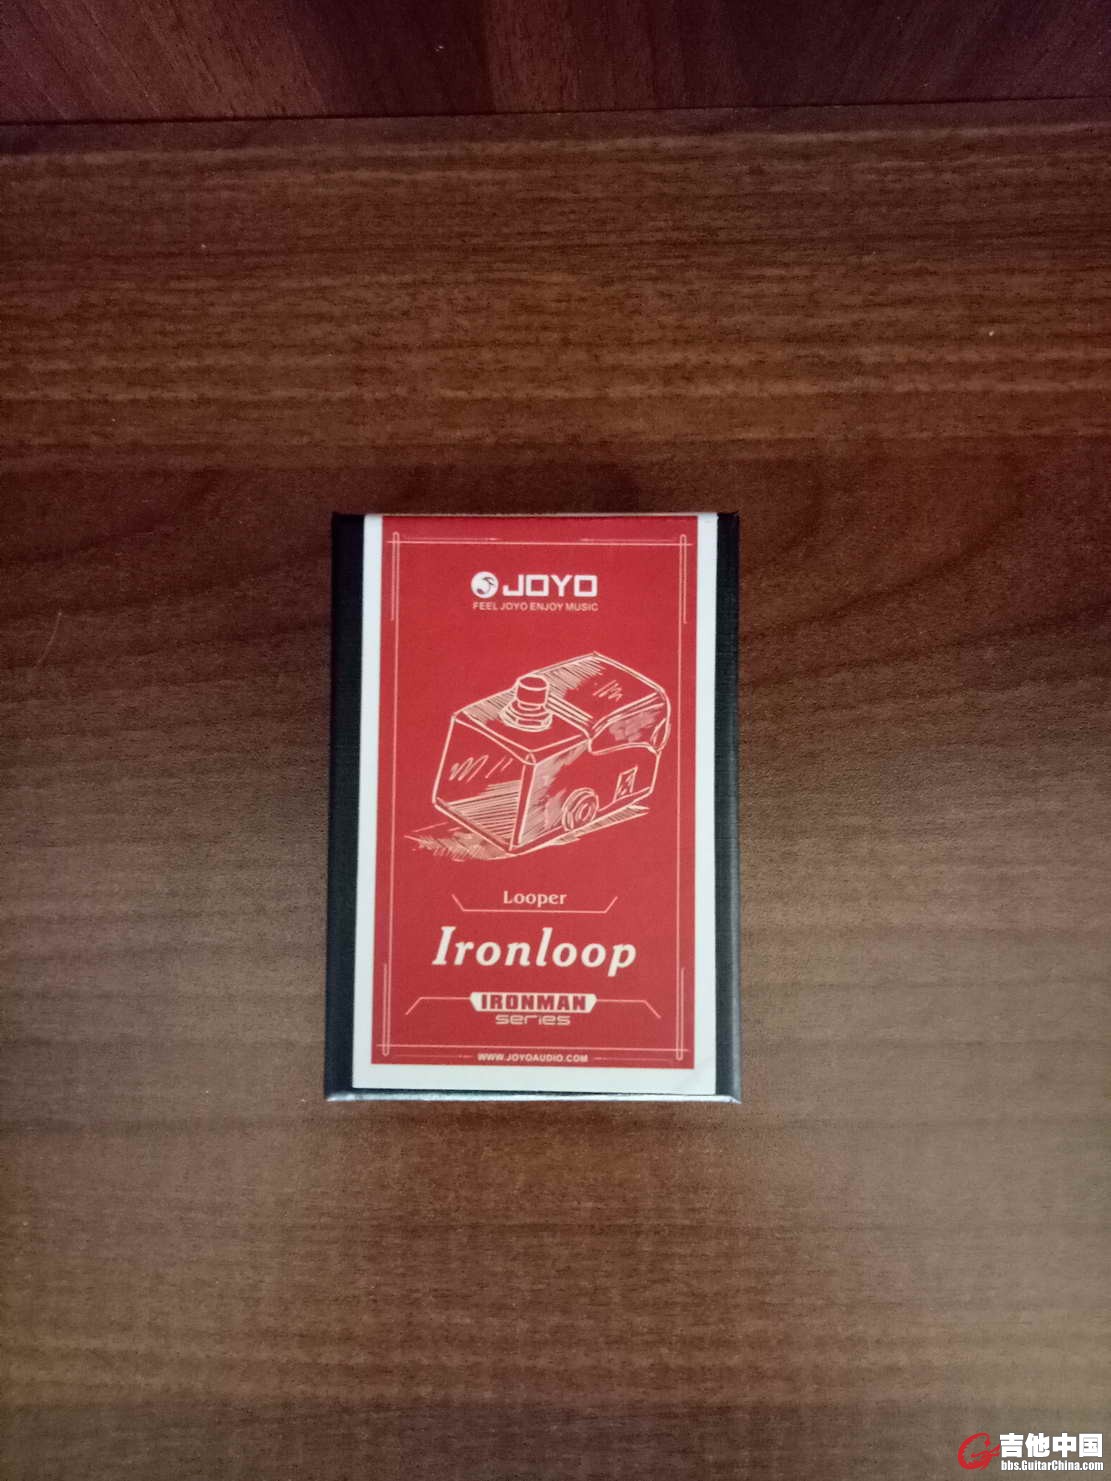 JOYO
FEEL JOYO ENJOY MUSIC
Looper
Ironloop
IRONMAN
series
WWW.JOYOAUDIO.COM
吉他中国
bbs.GuitarChina.com